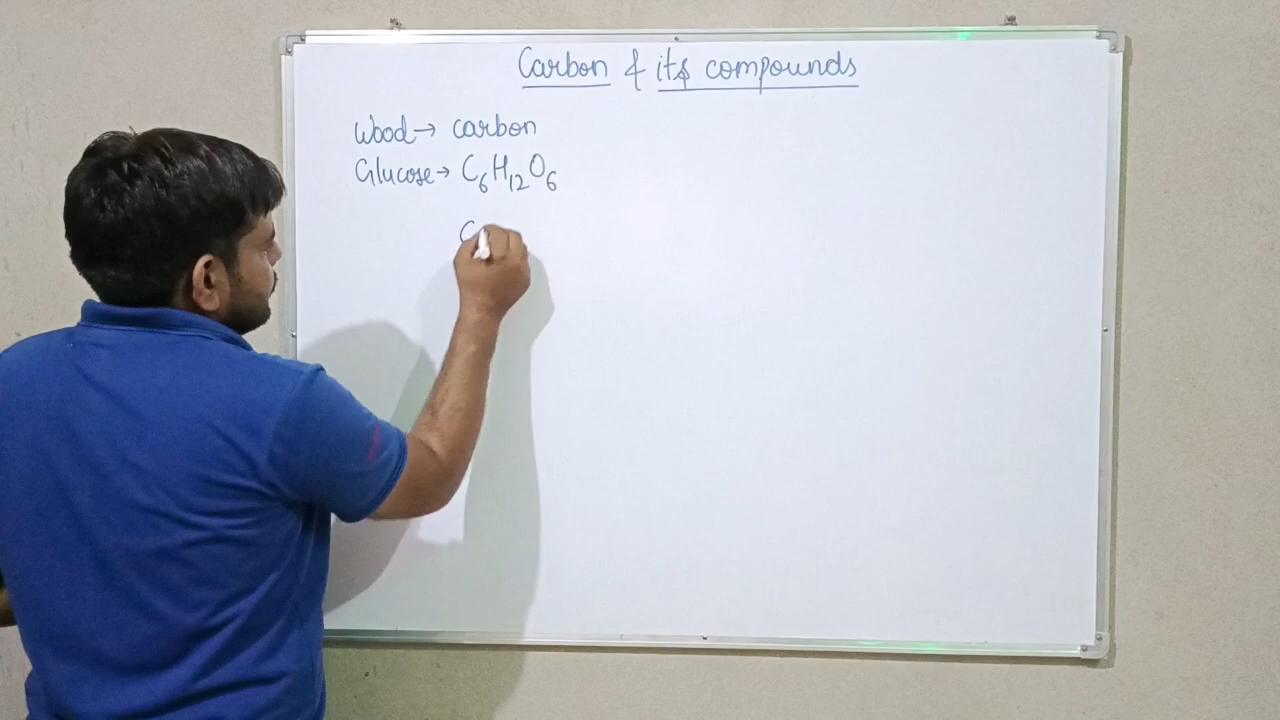 Carbon & its compounds
Wood → carbon
Glucose → C₆H₁₂O₆
C